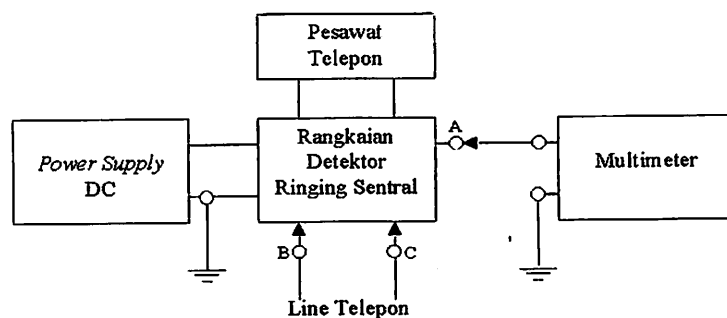 Pesawat
Telepon
Power Supply
DC
Rangkaian
Detektor
Ringing Sentral
A
Multimeter
B
C
Line Telepon